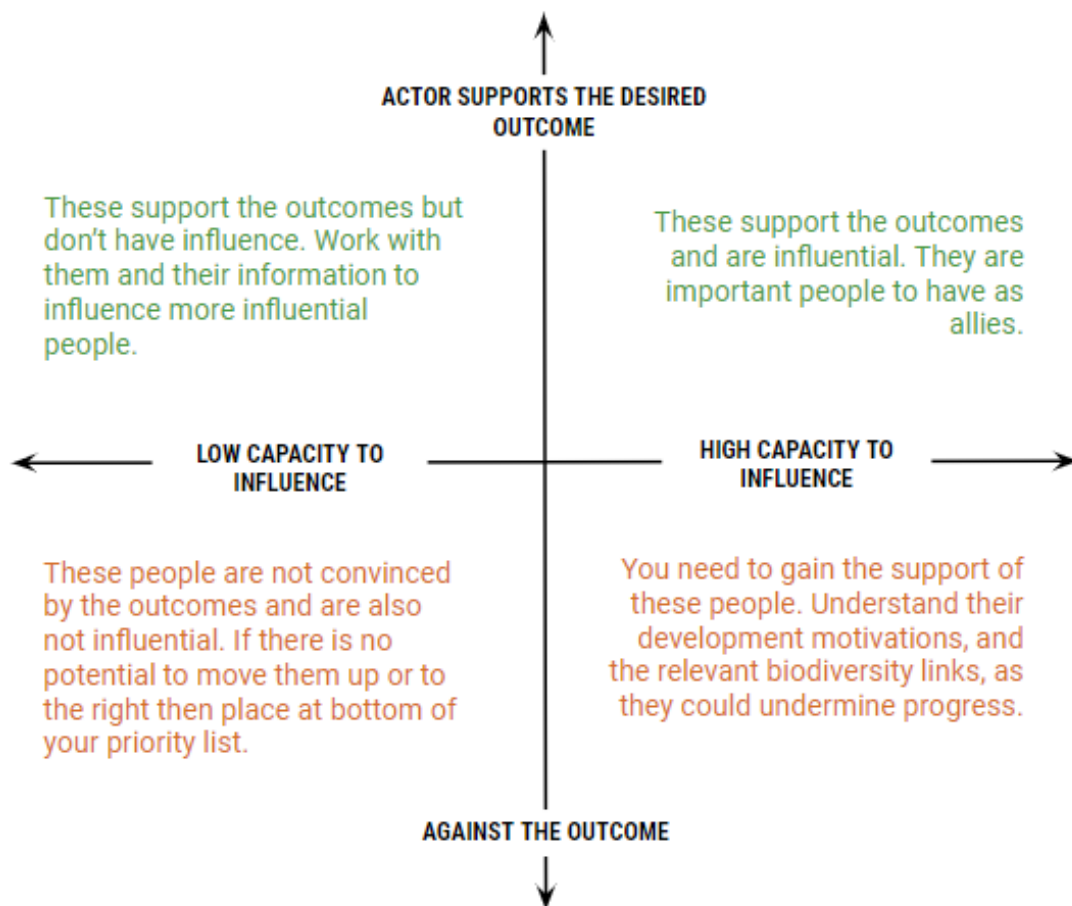 ACTOR SUPPORTS THE DESIRED
OUTCOME
These support the outcomes but
don’t have influence. Work with
them and their information to
influence more influential
people.
These support the outcomes
and are influential. They are
important people to have as
allies.
LOW CAPACITY TO
INFLUENCE
HIGH CAPACITY TO
INFLUENCE
These people are not convinced
by the outcomes and are also
not influential. If there is no
potential to move them up or to
the right then place at bottom of
your priority list.
You need to gain the support of
these people. Understand their
development motivations, and
the relevant biodiversity links, as
they could undermine progress.
AGAINST THE OUTCOME